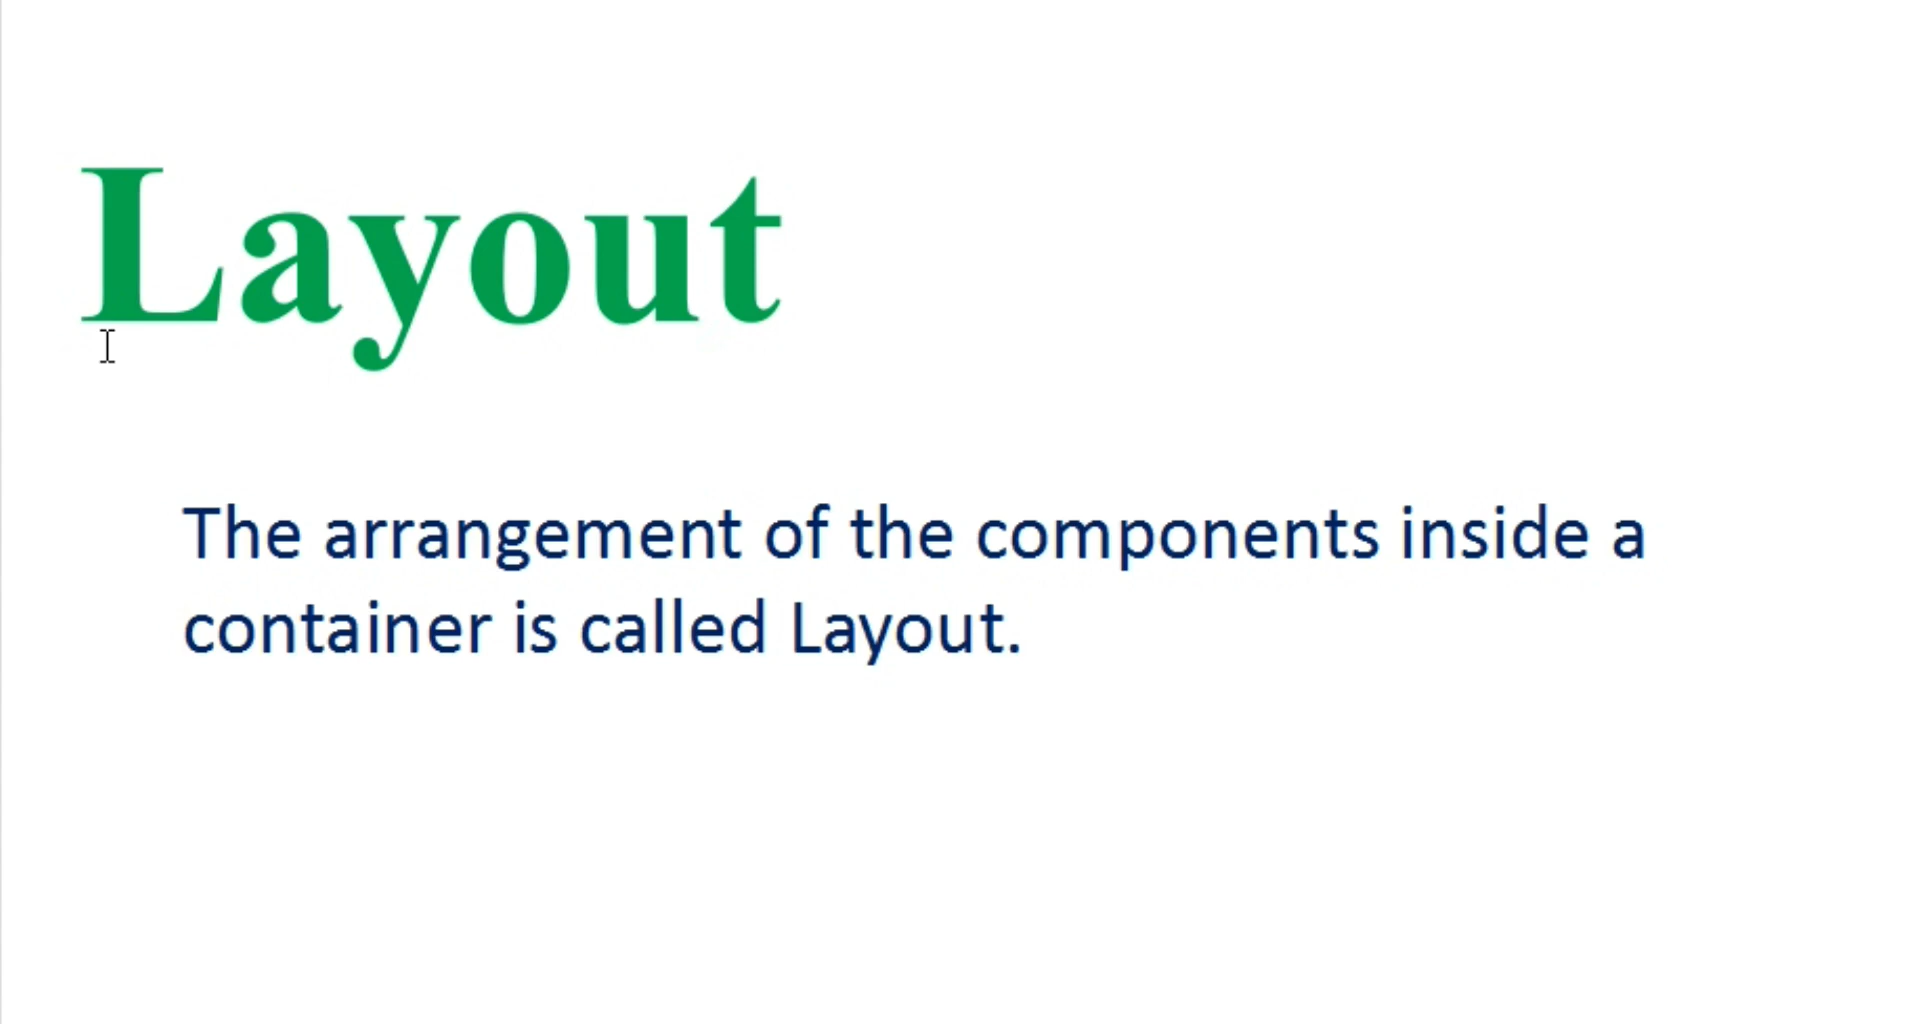 Layout
The arrangement of the components inside a
container is called Layout.